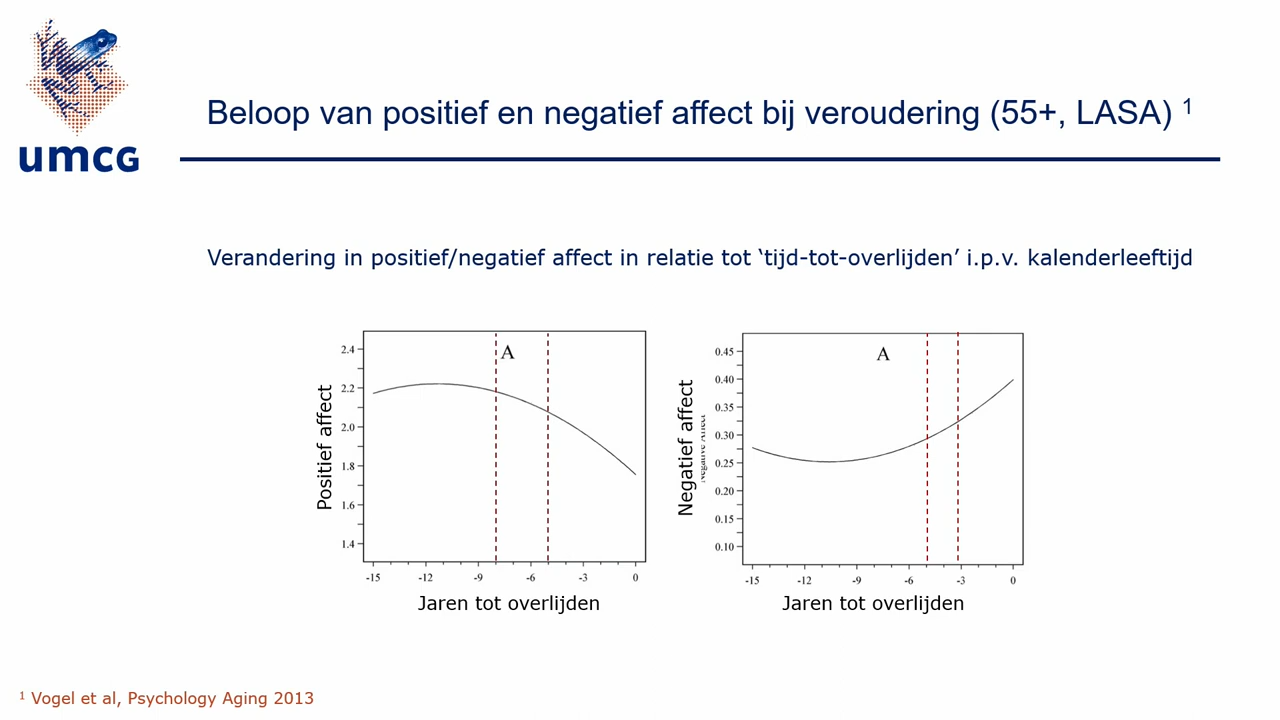 umcg
Beloop van positief en negatief affect bij veroudering (55+, LASA) ¹
Verandering in positief/negatief affect in relatie tot ‘tijd-tot-overlijden’ i.p.v. kalenderleeftijd
Positief affect
A
2.4
2.2
2.0
1.8
1.6
1.4
-15 -12 -9 -6 -3 0
Jaren tot overlijden
Negatief affect
Negative Affect
A
0.45
0.40
0.35
0.30
0.25
0.20
0.15
0.10
-15 -12 -9 -6 -3 0
Jaren tot overlijden
¹ Vogel et al, Psychology Aging 2013